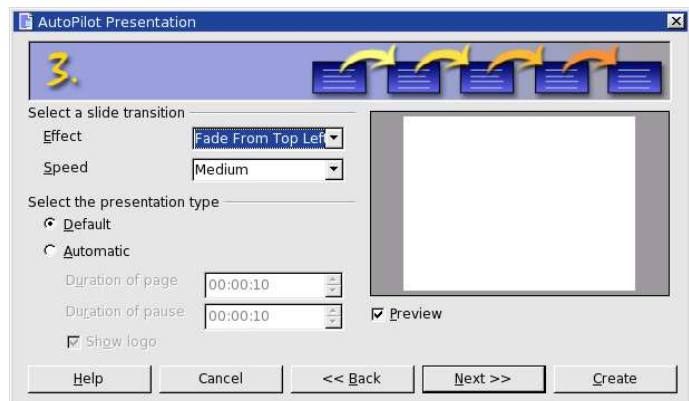 AutoPilot Presentation
3.
Select a slide transition
Effect
Fade From Top Left
Speed
Medium
Select the presentation type
Default
Automatic
Duration of page
00:00:10
Duration of pause
00:00:10
Show logo
Preview
Help
Cancel
<< Back
Next >>
Create